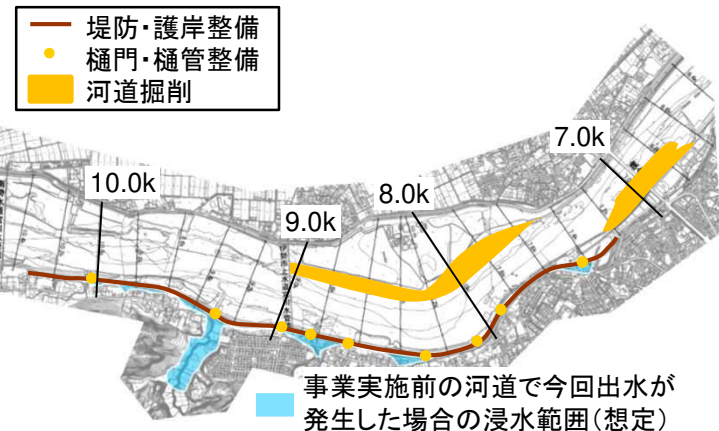 堤防・護岸整備
樋門・樋管整備
河道掘削
7.0k
10.0k
8.0k
9.0k
事業実施前の河道で今回出水が
発生した場合の浸水範囲(想定)